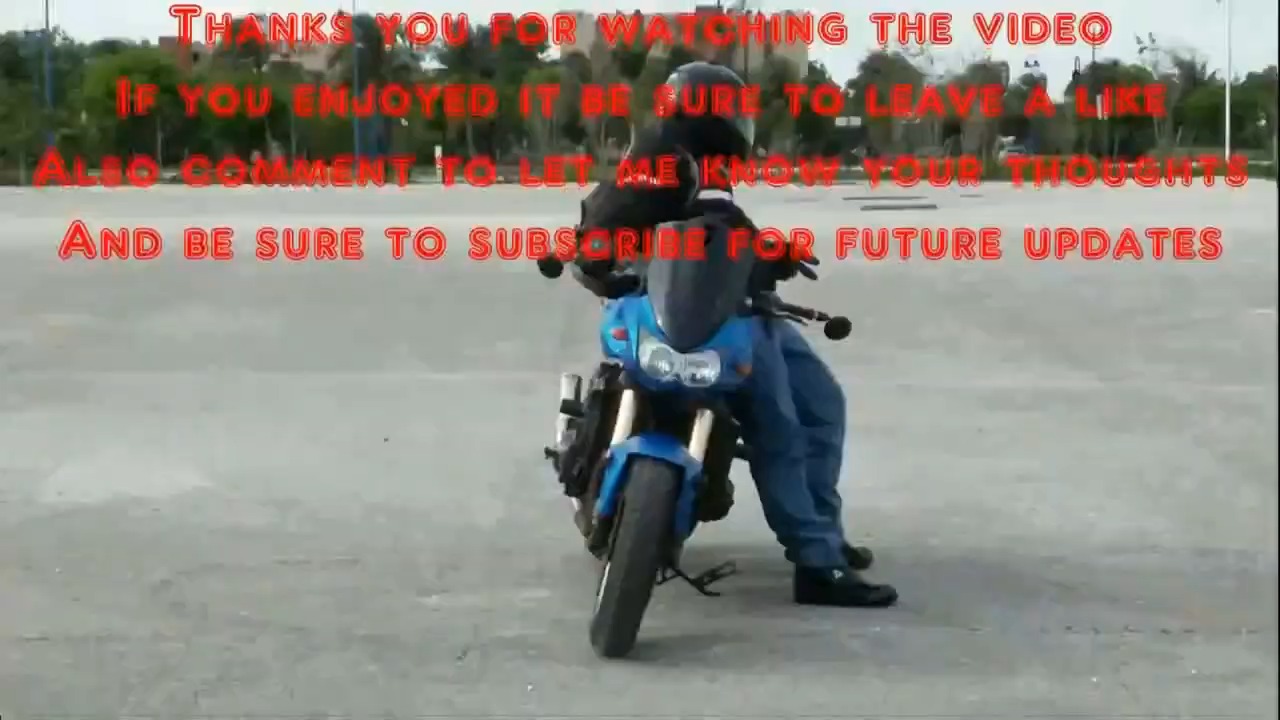 Thanks you for watching the video
If you enjoyed it be sure to leave a like
Also comment to let me know your thoughts
And be sure to subscribe for future updates